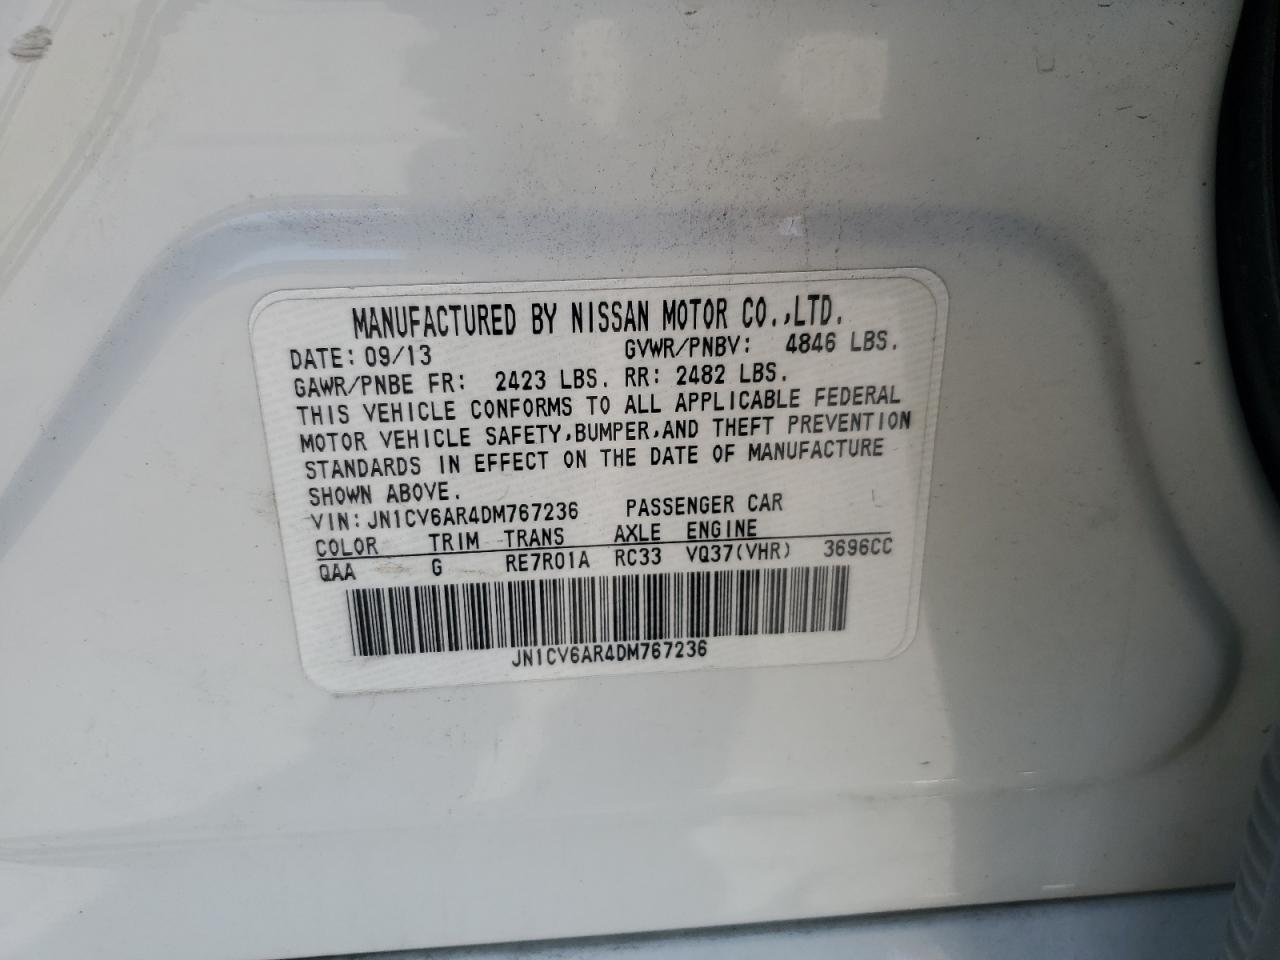 MANUFACTURED BY NISSAN MOTOR CO.,LTD.
DATE: 09/13 GVWR/PNBV: 4846 LBS.
GAWR/PNBE FR: 2423 LBS. RR: 2482 LBS.
THIS VEHICLE CONFORMS TO ALL APPLICABLE FEDERAL
MOTOR VEHICLE SAFETY,BUMPER,AND THEFT PREVENTION
STANDARDS IN EFFECT ON THE DATE OF MANUFACTURE
SHOWN ABOVE.
VIN:JN1CV6AR4DM767236 PASSENGER CAR
COLOR TRIM TRANS AXLE ENGINE
QAA G RE7R01A RC33 VQ37(VHR) 3696CC
JN1CV6AR4DM767236